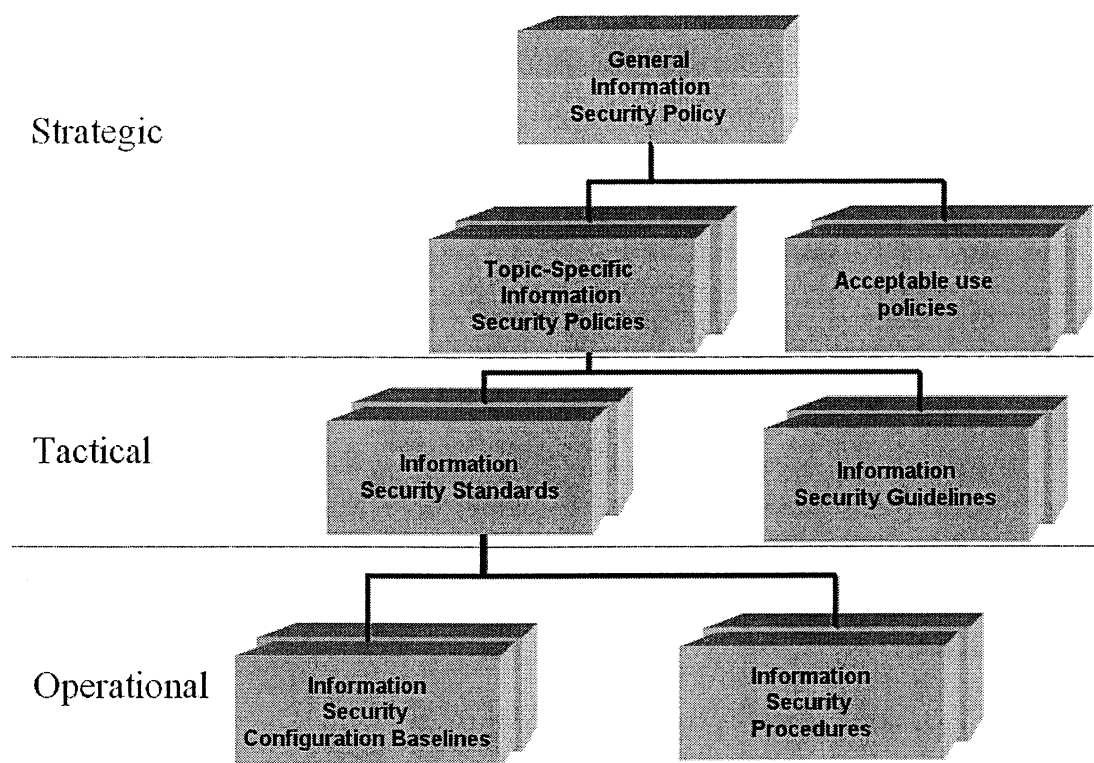 General
Information
Security Policy
Strategic
Topic-Specific
Information
Security Policies
Acceptable use
policies
Tactical
Information
Security Standards
Information
Security Guidelines
Operational
Information
Security
Configuration Baselines
Information
Security
Procedures